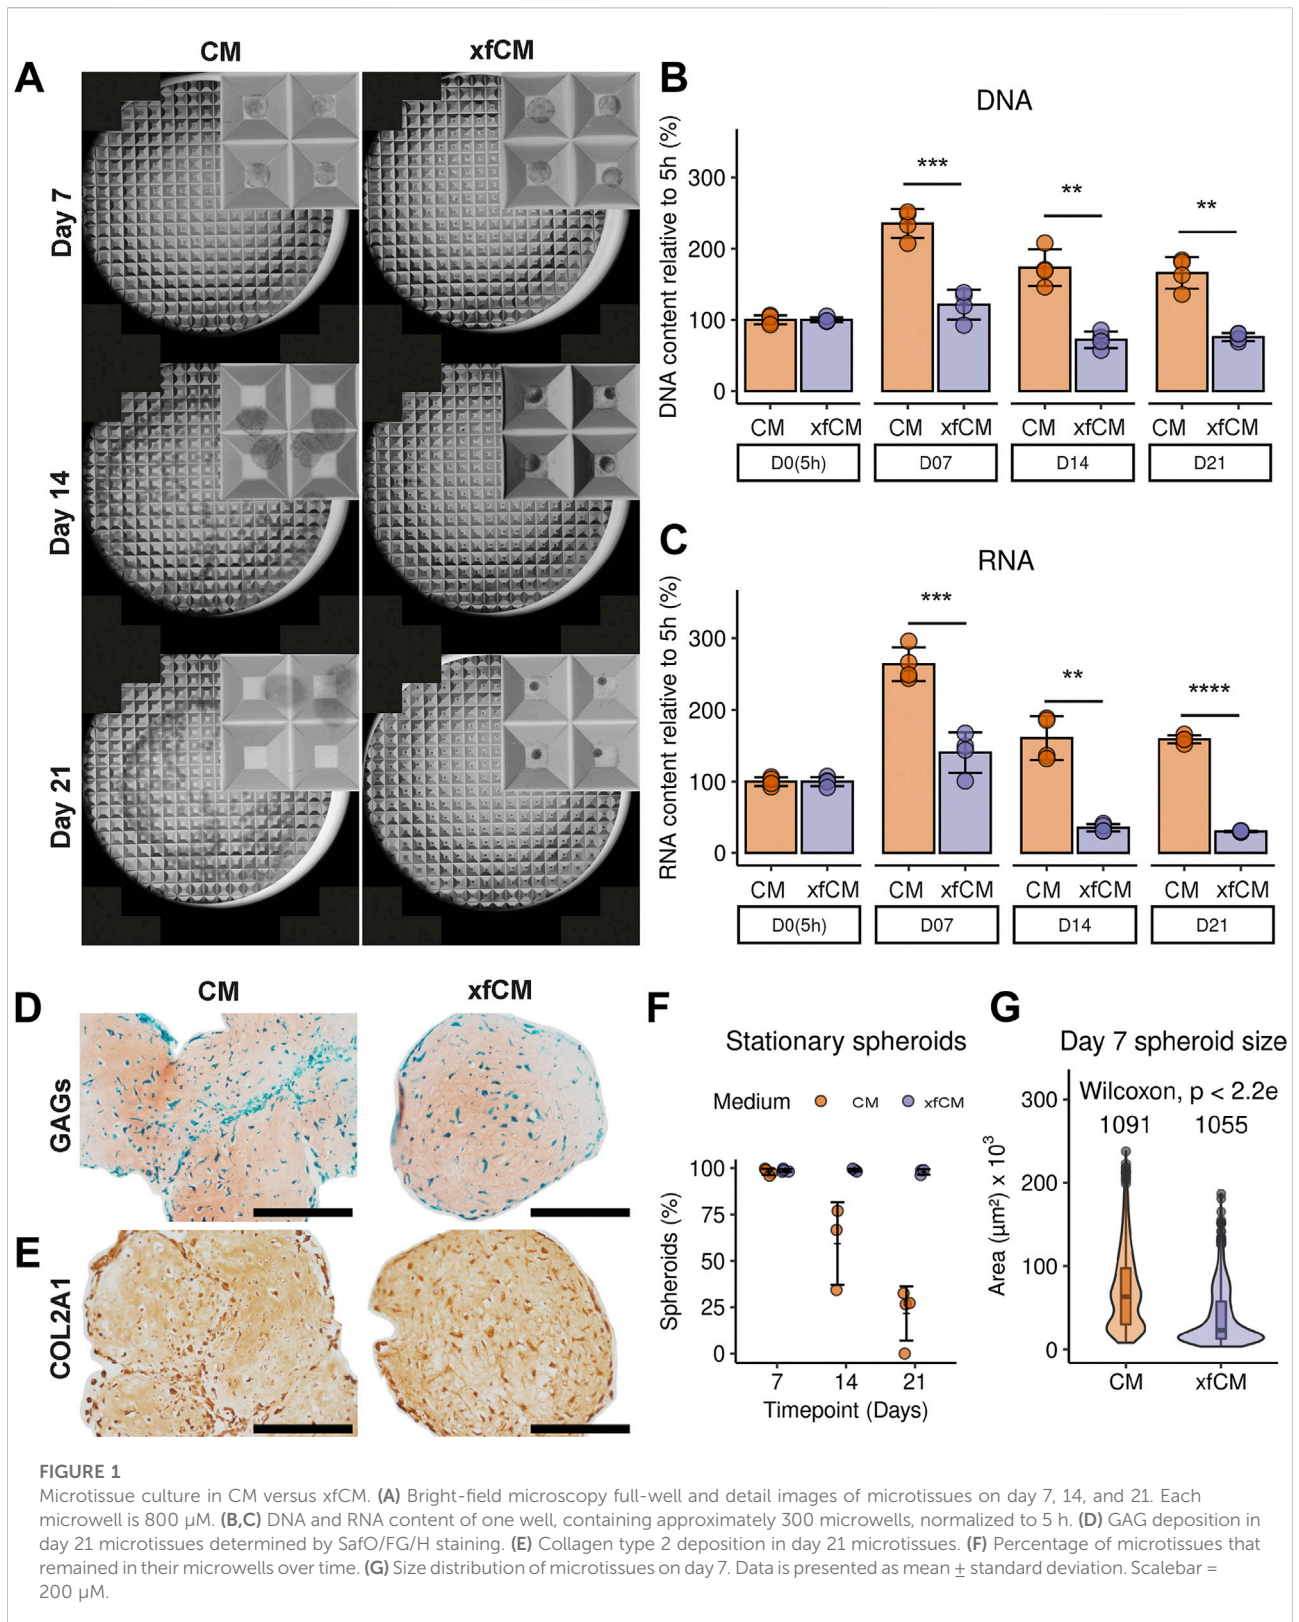 CM
xfCM
A
Day 7
Day 14
Day 21
B
DNA
DNA content relative to 5h (%)
300
200
100
0
***
**
**
CM xfCM CM xfCM CM xfCM CM xfCM
D0(5h) D07 D14 D21
C
RNA
RNA content relative to 5h (%)
300
200
100
0
***
**
****
CM xfCM CM xfCM CM xfCM CM xfCM
D0(5h) D07 D14 D21
CM
xfCM
D
GAGs
E
COL2A1
F
Stationary spheroids
Medium CM xfCM
Spheroids (%)
100
75
50
25
0
7 14 21
Timepoint (Days)
G
Day 7 spheroid size
Wilcoxon, p < 2.2e
1091 1055
Area (µm²) x 10³
300
200
100
0
CM xfCM
FIGURE 1
Microtissue culture in CM versus xfCM. (A) Bright-field microscopy full-well and detail images of microtissues on day 7, 14, and 21. Each
microwell is 800 µM. (B,C) DNA and RNA content of one well, containing approximately 300 microwells, normalized to 5 h. (D) GAG deposition in
day 21 microtissues determined by SafO/FG/H staining. (E) Collagen type 2 deposition in day 21 microtissues. (F) Percentage of microtissues that
remained in their microwells over time. (G) Size distribution of microtissues on day 7. Data is presented as mean ± standard deviation. Scalebar =
200 µM.